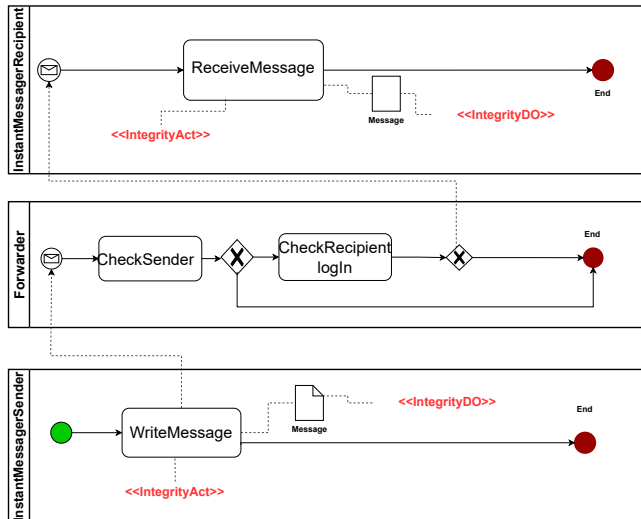 InstantMessagerRecipient
ReceiveMessage
Message
End
<<IntegrityAct>>
<<IntegrityDO>>
Forwarder
CheckSender
CheckRecipient
logIn
End
InstantMessagerSender
WriteMessage
Message
<<IntegrityDO>>
End
<<IntegrityAct>>